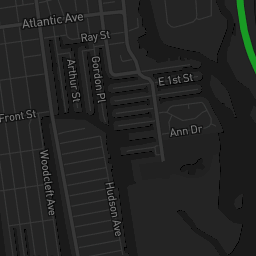 Atlantic Ave
Ray St
Arthur St
Gordon Pl
E 1st St
Front St
Ann Dr
Woodcleft Ave
Hudson Ave